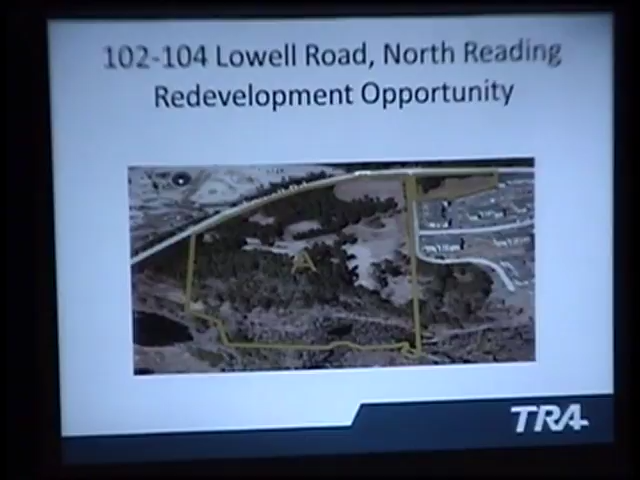 102-104 Lowell Road, North Reading
Redevelopment Opportunity
A
TRA